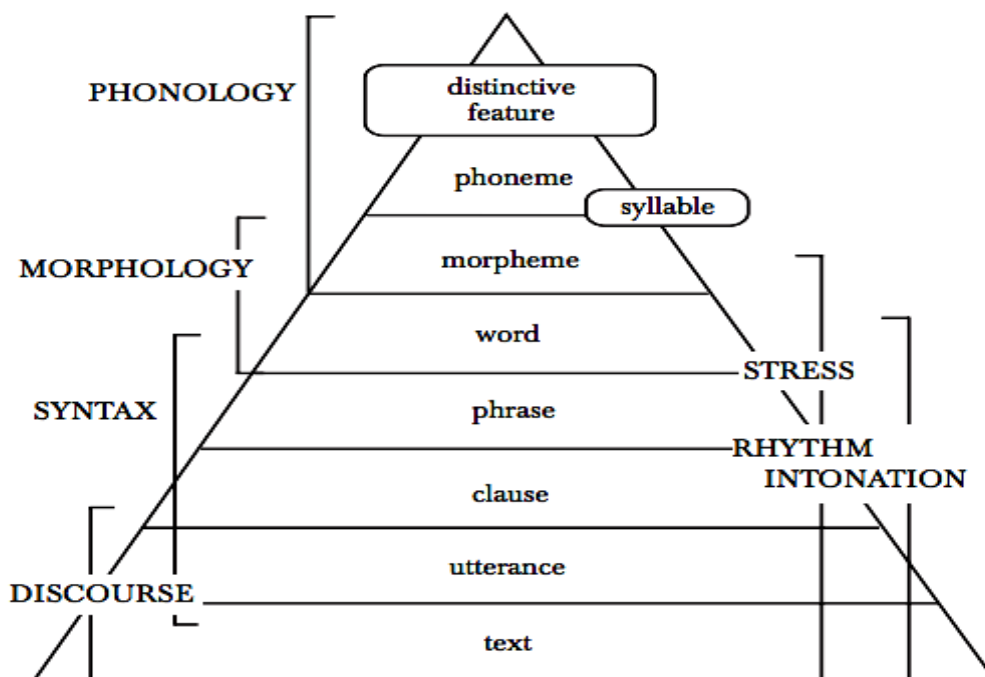 distinctive
feature
PHONOLOGY
phoneme
syllable
morpheme
MORPHOLOGY
word
STRESS
phrase
SYNTAX
RHYTHM
INTONATION
clause
utterance
DISCOURSE
text